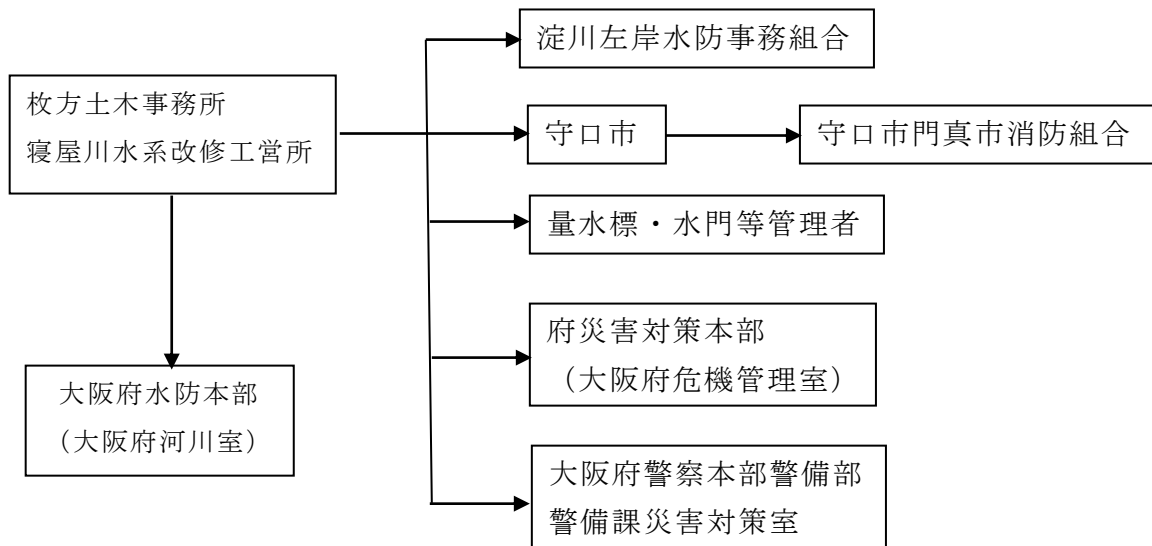 淀川左岸水防事務組合
枚方土木事務所
寝屋川水系改修工営所
守口市
守口市門真市消防組合
量水標・水門等管理者
府災害対策本部
（大阪府危機管理室）
大阪府水防本部
（大阪府河川室）
大阪府警察本部警備部
警備課災害対策室